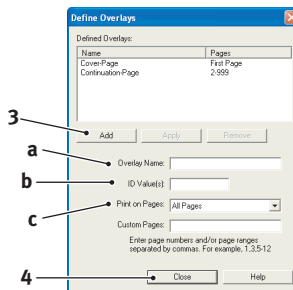 Define Overlays
Defined Overlays:
Name Pages
Cover-Page First Page
Continuation-Page 2-999
3 Add Apply Remove
a Overlay Name:
b ID Value(s):
c Print on Pages: All Pages
Custom Pages:
Enter page numbers and/or page ranges
separated by commas. For example, 1,3,5-12
4 Close Help